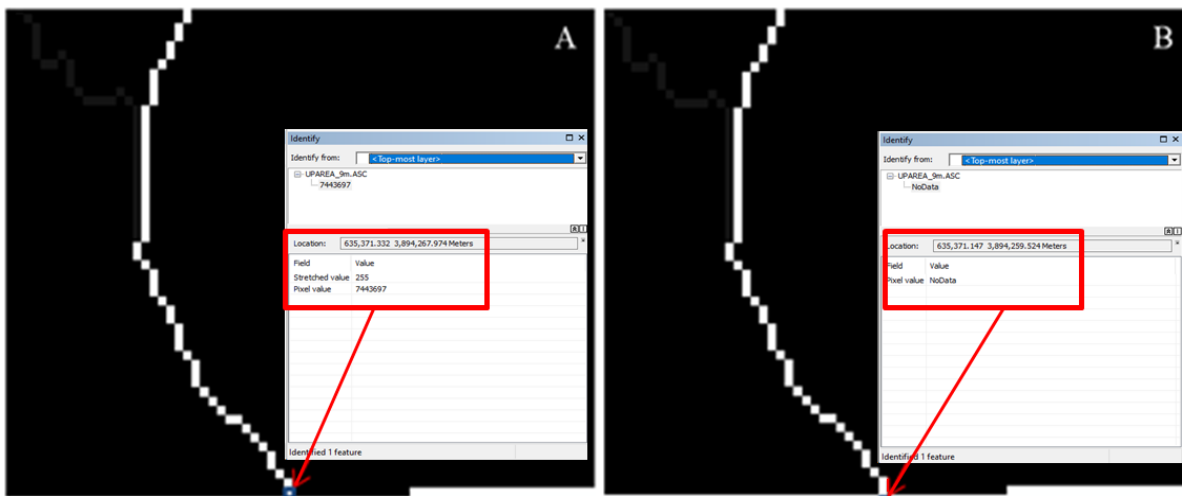 A
Identify
Identify from: <Top-most layer>
UPAREA_9m.ASC
7443697
Location: 635,371.332 3,894,267.974 Meters
Field Value
Stretched value 255
Pixel value 7443697
Identified 1 feature
B
Identify
Identify from: <Top-most layer>
UPAREA_9m.ASC
NoData
Location: 635,371.147 3,894,259.524 Meters
Field Value
Pixel value NoData
Identified 1 feature